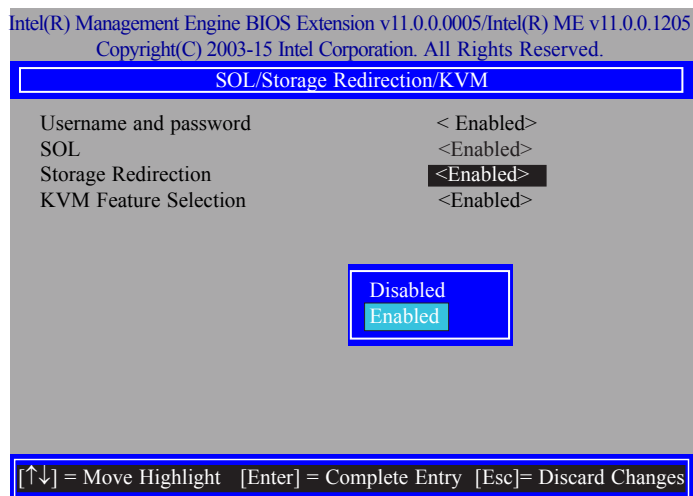 Intel(R) Management Engine BIOS Extension v11.0.0.0005/Intel(R) ME v11.0.0.1205
Copyright(C) 2003-15 Intel Corporation. All Rights Reserved.
SOL/Storage Redirection/KVM
Username and password < Enabled>
SOL <Enabled>
Storage Redirection <Enabled>
KVM Feature Selection <Enabled>
Disabled
Enabled
[↑↓] = Move Highlight [Enter] = Complete Entry [Esc]= Discard Changes